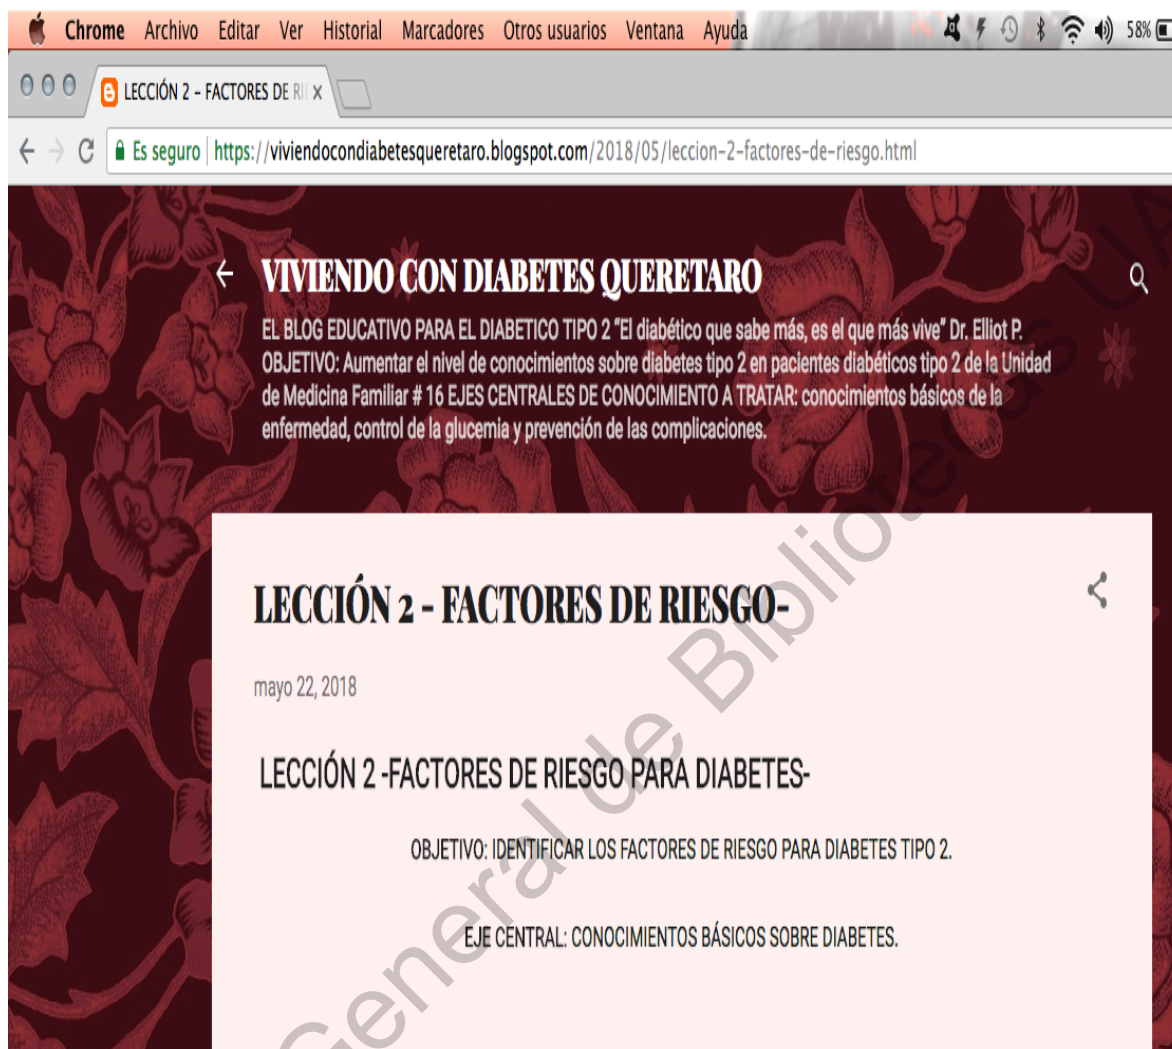 Chrome Archivo Editar Ver Historial Marcadores Otros usuarios Ventana Ayuda 58%
LECCIÓN 2 – FACTORES DE RI
Es seguro | https://viviendocondiabetesqueretaro.blogspot.com/2018/05/leccion-2-factores-de-riesgo.html
VIVIENDO CON DIABETES QUERETARO
EL BLOG EDUCATIVO PARA EL DIABETICO TIPO 2 "El diabético que sabe más, es el que más vive" Dr. Elliot P.
OBJETIVO: Aumentar el nivel de conocimientos sobre diabetes tipo 2 en pacientes diabéticos tipo 2 de la Unidad
de Medicina Familiar # 16 EJES CENTRALES DE CONOCIMIENTO A TRATAR: conocimientos básicos de la
enfermedad, control de la glucemia y prevención de las complicaciones.
LECCIÓN 2 - FACTORES DE RIESGO-
mayo 22, 2018
LECCIÓN 2 -FACTORES DE RIESGO PARA DIABETES-
OBJETIVO: IDENTIFICAR LOS FACTORES DE RIESGO PARA DIABETES TIPO 2.
EJE CENTRAL: CONOCIMIENTOS BÁSICOS SOBRE DIABETES.
General de Bibliotecas UA